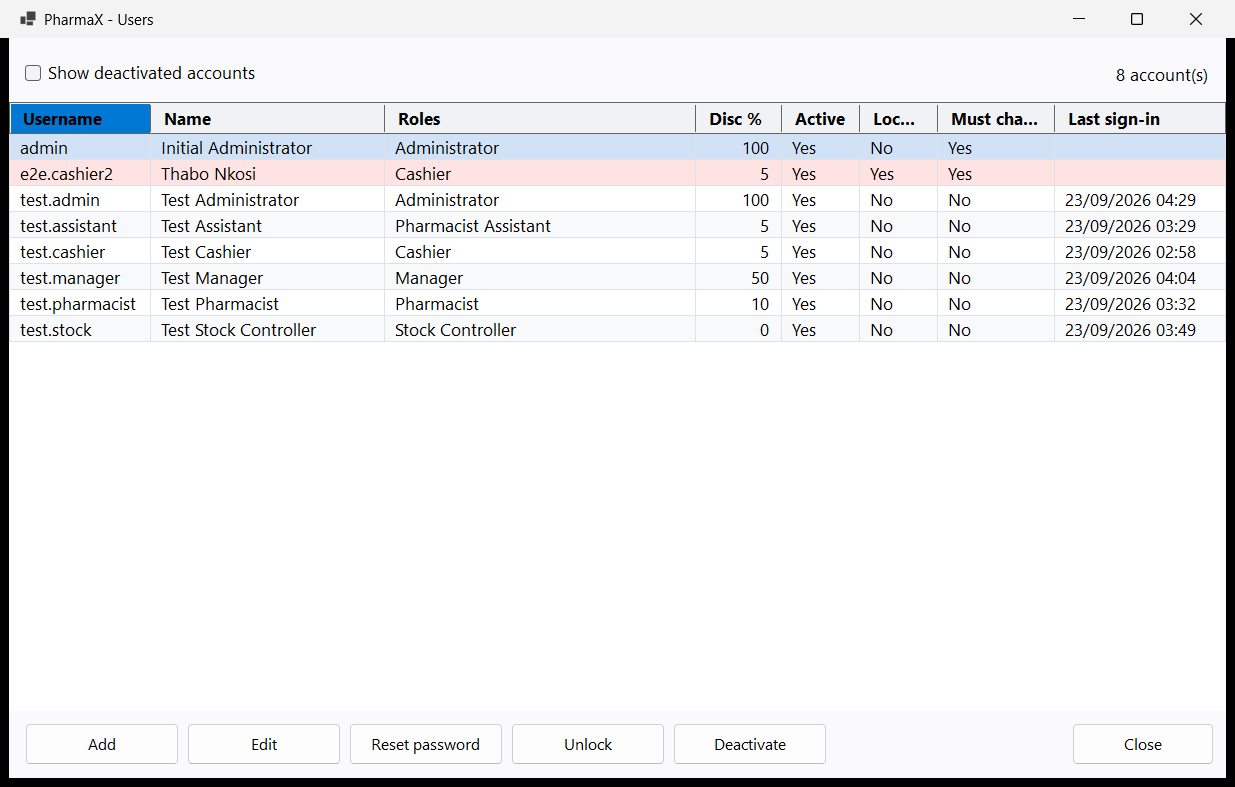 PharmaX - Users
Show deactivated accounts
8 account(s)
Username Name Roles Disc % Active Loc... Must cha... Last sign-in
admin Initial Administrator Administrator 100 Yes No Yes
e2e.cashier2 Thabo Nkosi Cashier 5 Yes Yes Yes
test.admin Test Administrator Administrator 100 Yes No No 23/09/2026 04:29
test.assistant Test Assistant Pharmacist Assistant 5 Yes No No 23/09/2026 03:29
test.cashier Test Cashier Cashier 5 Yes No No 23/09/2026 02:58
test.manager Test Manager Manager 50 Yes No No 23/09/2026 04:04
test.pharmacist Test Pharmacist Pharmacist 10 Yes No No 23/09/2026 03:32
test.stock Test Stock Controller Stock Controller 0 Yes No No 23/09/2026 03:49
Add Edit Reset password Unlock Deactivate Close